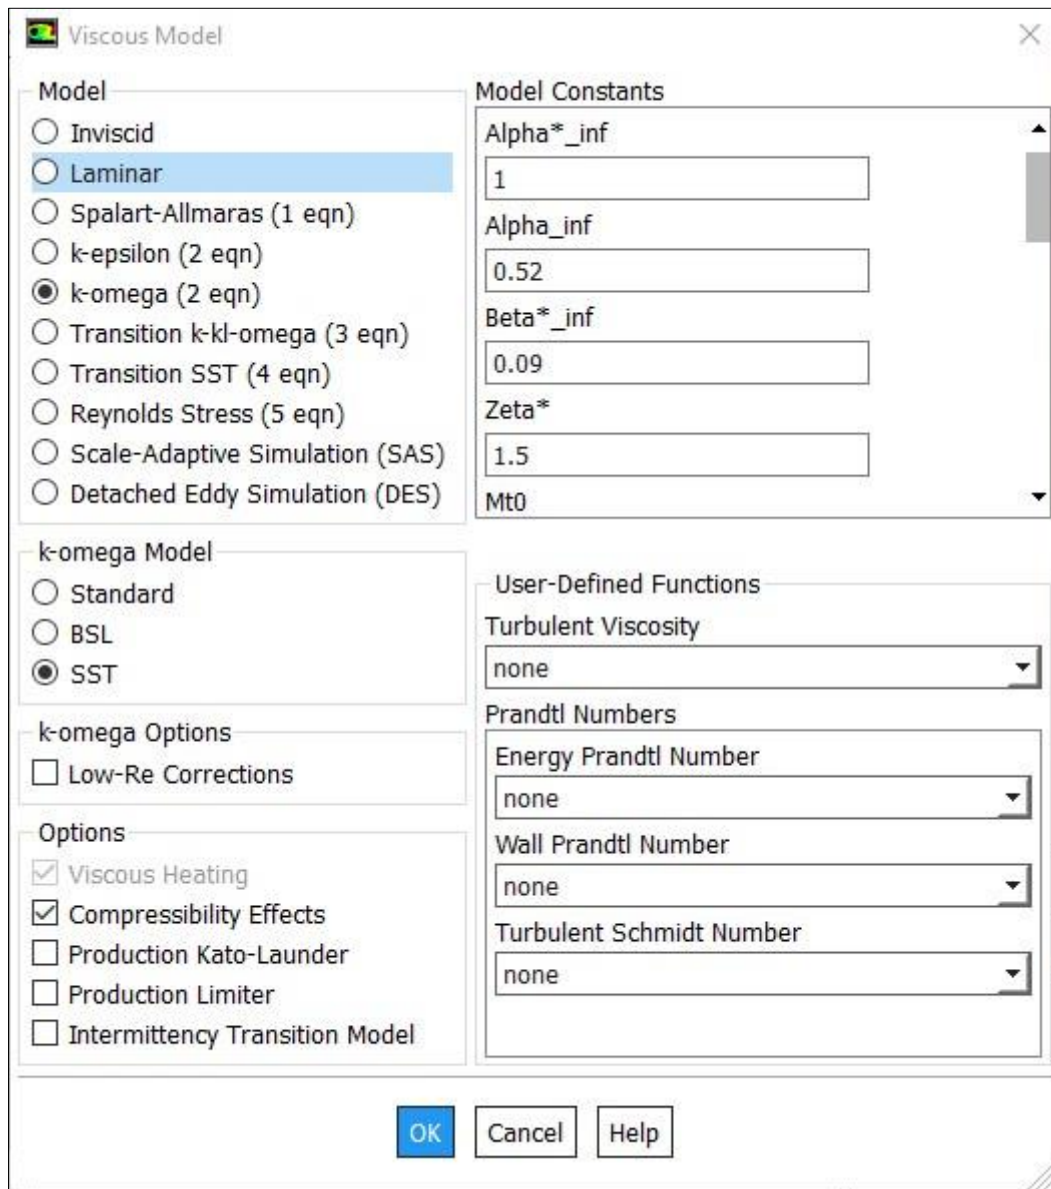 Viscous Model
Model
Inviscid
Laminar
Spalart-Allmaras (1 eqn)
k-epsilon (2 eqn)
k-omega (2 eqn)
Transition k-kl-omega (3 eqn)
Transition SST (4 eqn)
Reynolds Stress (5 eqn)
Scale-Adaptive Simulation (SAS)
Detached Eddy Simulation (DES)
k-omega Model
Standard
BSL
SST
k-omega Options
Low-Re Corrections
Options
Viscous Heating
Compressibility Effects
Production Kato-Launder
Production Limiter
Intermittency Transition Model
Model Constants
Alpha*_inf
1
Alpha_inf
0.52
Beta*_inf
0.09
Zeta*
1.5
Mt0
User-Defined Functions
Turbulent Viscosity
none
Prandtl Numbers
Energy Prandtl Number
none
Wall Prandtl Number
none
Turbulent Schmidt Number
none
OK
Cancel
Help